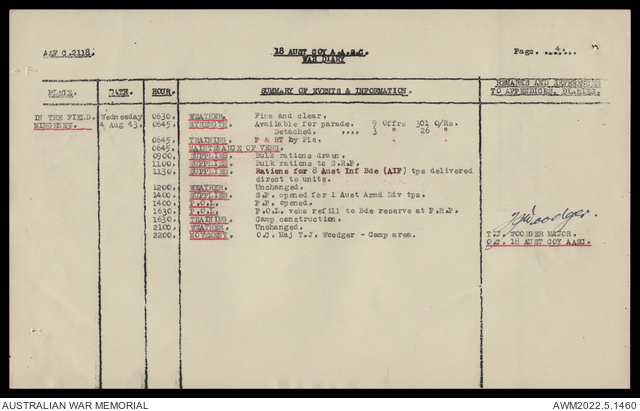 AAF C.2118. 18 AUST COY A.A.S.C. Page. 4.
WAR DIARY
PLACE. DATE. HOUR. SUMMARY OF EVENTS & INFORMATION. REMARKS AND REFERENCES
TO APPENDICES, DIARIES.
IN THE FIELD. Wednesday 0630. WEATHER. Fine and clear.
MINGENEW. 4 Aug 43. 0645. STRENGTH. Available for parade. 9 Offrs 301 O/Rs.
Detached. .... 3 " 26 "
0645. TRAINING. P & RT by Pls.
0645. MAINTENANCE OF VEHS.
0900. SUPPLIES. Bulk rations drawn.
1100. SUPPLIES. Bulk rations to S.R.P.
1130. SUPPLIES. Rations for 8 Aust Inf Bde (AIF) tps delivered
direct to units.
1200. WEATHER. Unchanged.
1400. SUPPLIES. S.P. opened for 1 Aust Armd Div tps.
1400. P.O.L. P.P. opened.
1630. P.O.L. P.O.L. vehs refill to Bde reserve at P.R.P.
1650. TRAINING. Camp construction.
2100. WEATHER. Unchanged.
2200. MOVEMENT. O.C. Maj T.J. Woodger - Camp area.
TJWoodger.
T.J. WOODGER MAJOR.
O.C. 18 AUST COY AASC.
AUSTRALIAN WAR MEMORIAL AWM2022.5.1460